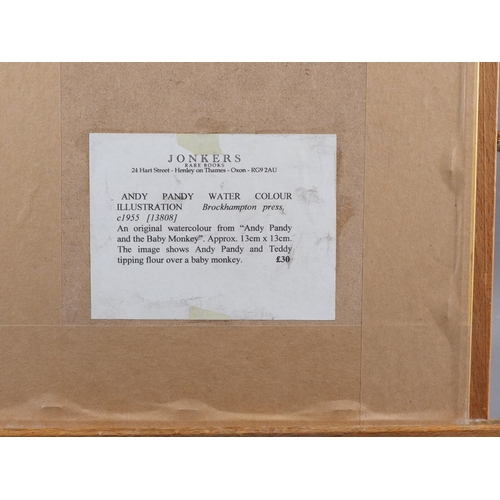 JONKERS
RARE BOOKS
24 Hart Street - Henley on Thames - Oxon - RG9 2AU
ANDY PANDY WATER COLOUR
ILLUSTRATION Brockhampton press,
c1955 [13808]
An original watercolour from "Andy Pandy
and the Baby Monkey". Approx. 13cm x 13cm.
The image shows Andy Pandy and Teddy
tipping flour over a baby monkey. £30